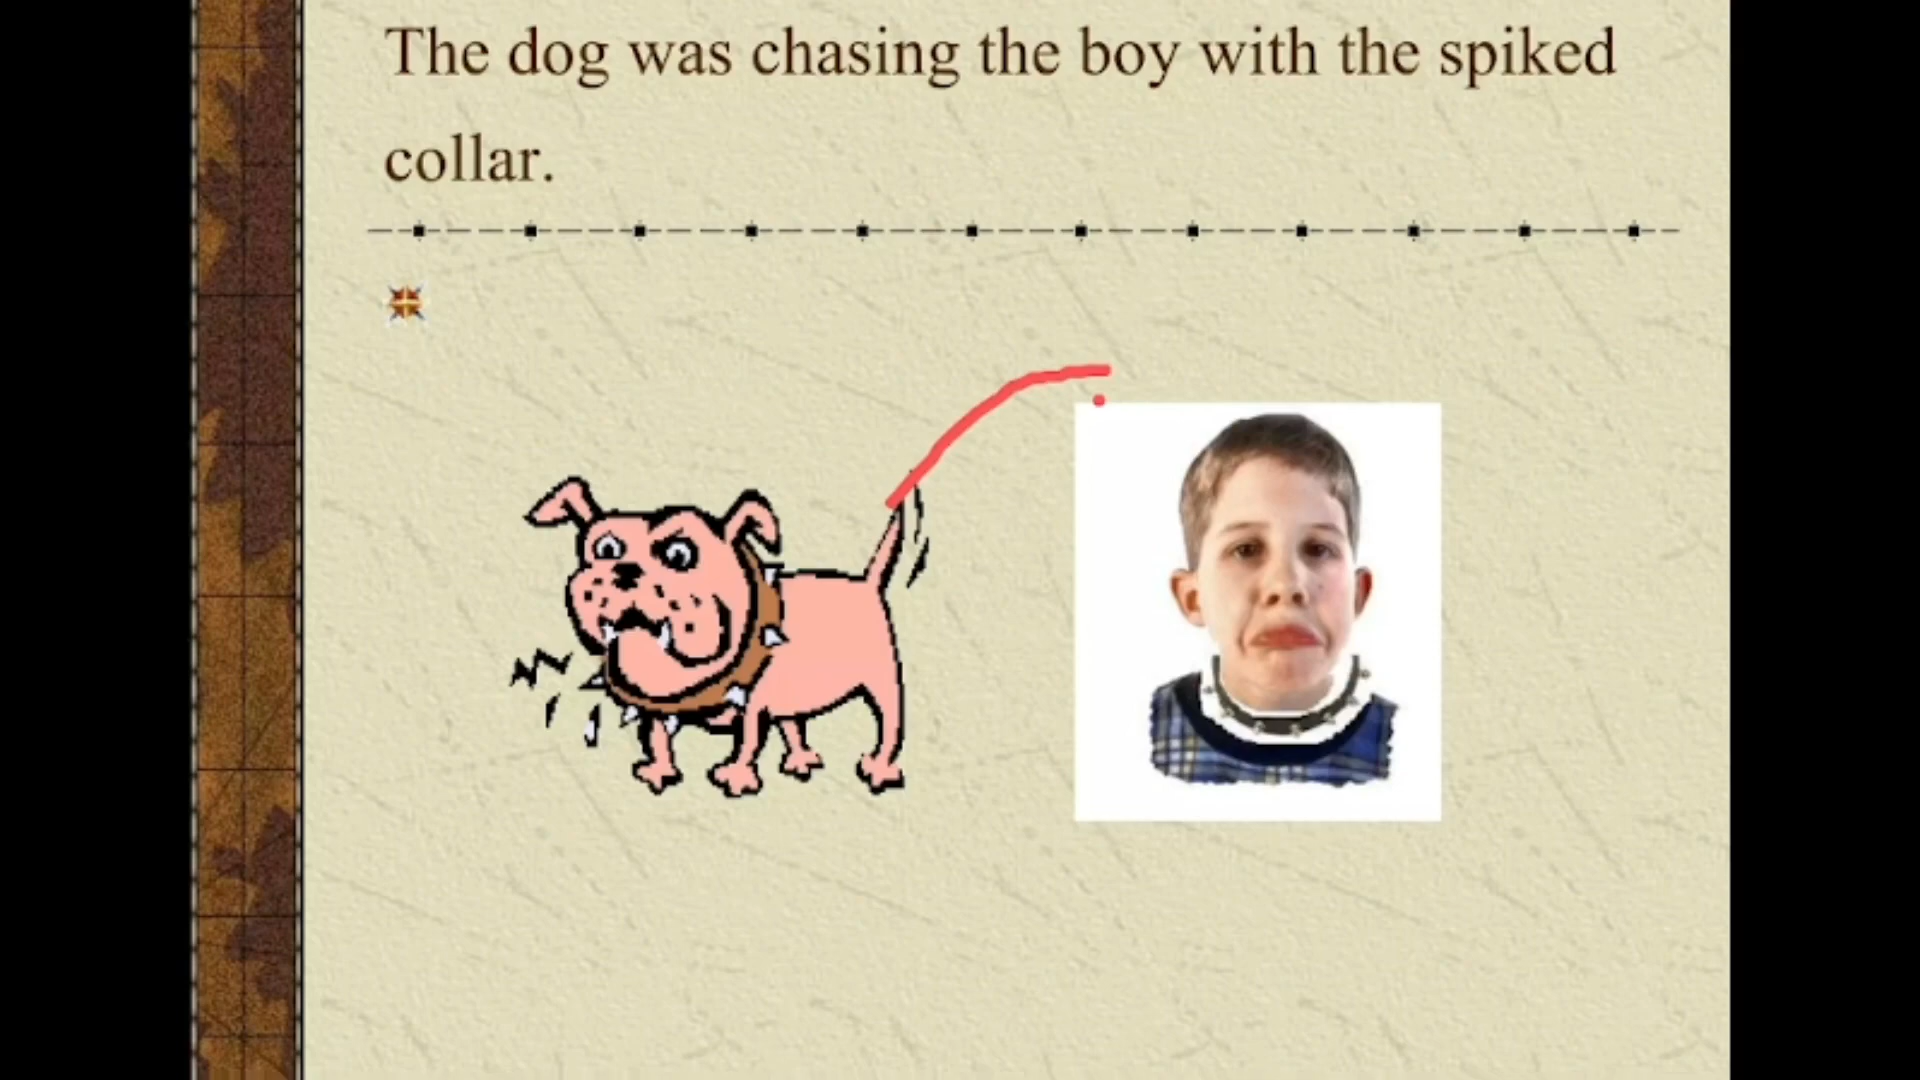 The dog was chasing the boy with the spiked
collar.